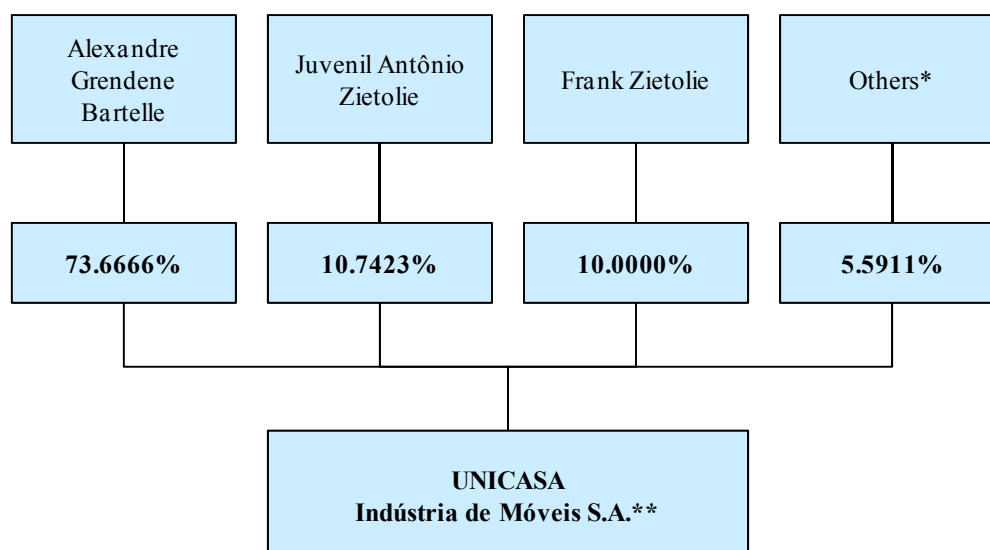 Alexandre
Grendene
Bartelle
Juvenil Antônio
Zietolie
Frank Zietolie
Others*
73.6666%
10.7423%
10.0000%
5.5911%
UNICASA
Indústria de Móveis S.A.**